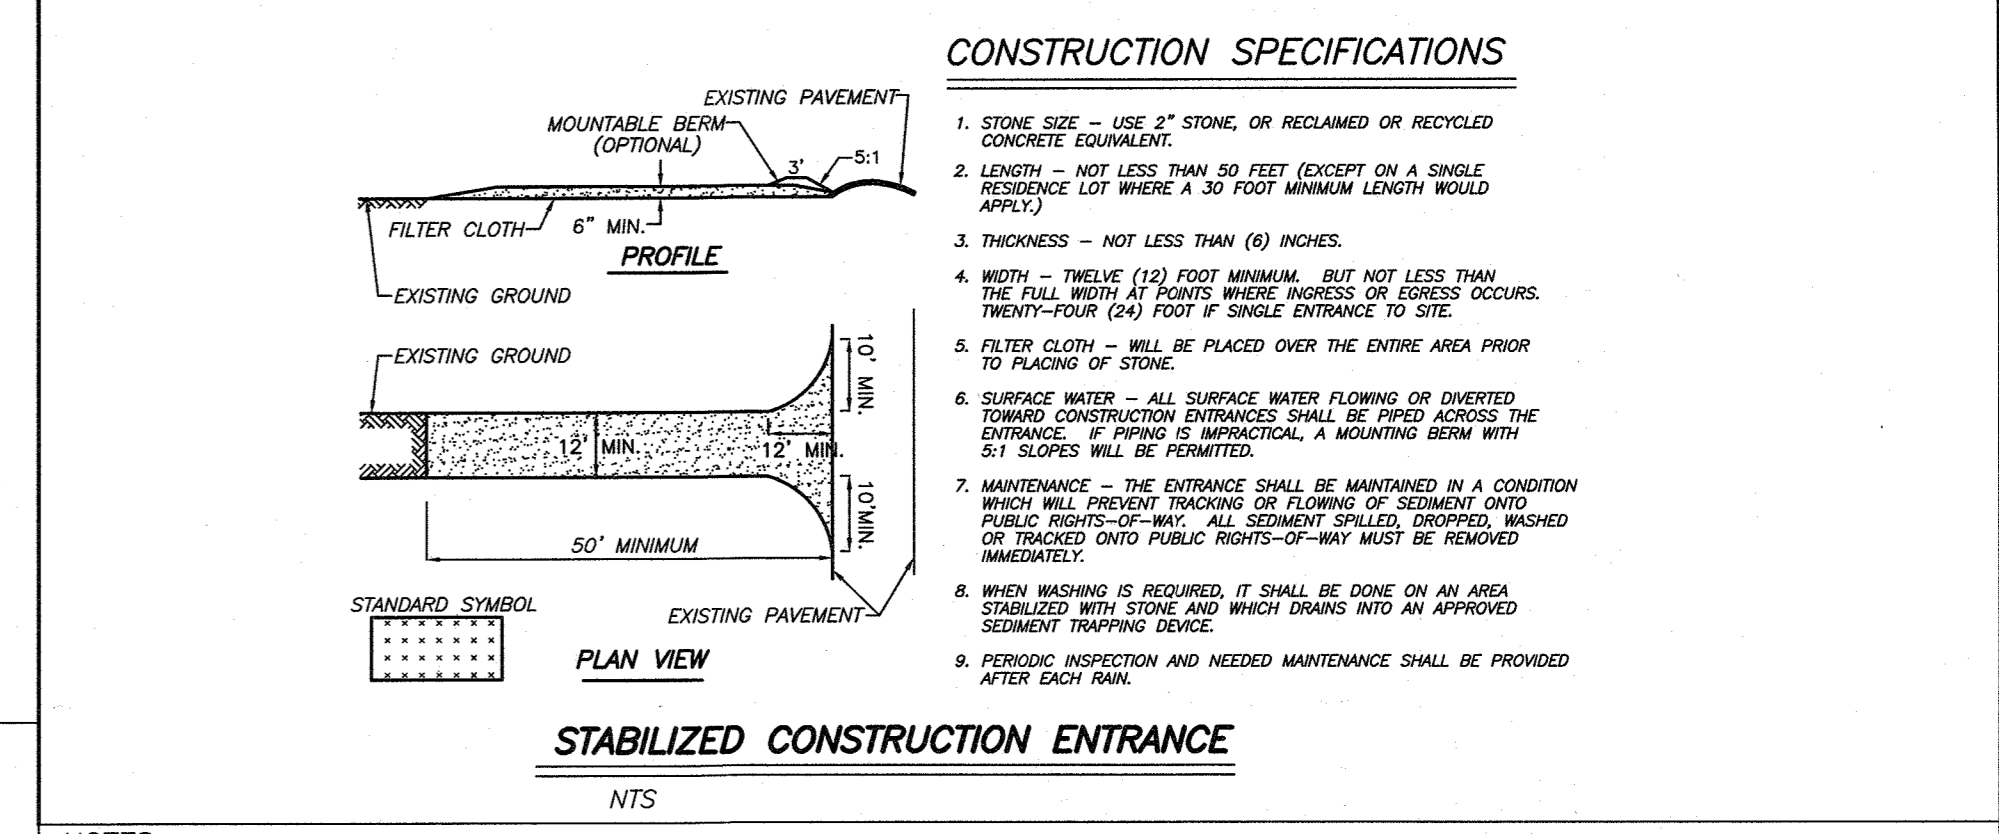 CONSTRUCTION SPECIFICATIONS
EXISTING PAVEMENT
MOUNTABLE BERM
(OPTIONAL)
3'
5:1
FILTER CLOTH
6" MIN.
PROFILE
EXISTING GROUND
EXISTING GROUND
10' MIN.
12' MIN.
12' MIN.
10' MIN.
50' MINIMUM
EXISTING PAVEMENT
STANDARD SYMBOL
PLAN VIEW
1. STONE SIZE – USE 2" STONE, OR RECLAIMED OR RECYCLED
CONCRETE EQUIVALENT.
2. LENGTH – NOT LESS THAN 50 FEET (EXCEPT ON A SINGLE
RESIDENCE LOT WHERE A 30 FOOT MINIMUM LENGTH WOULD
APPLY.)
3. THICKNESS – NOT LESS THAN (6) INCHES.
4. WIDTH – TWELVE (12) FOOT MINIMUM. BUT NOT LESS THAN
THE FULL WIDTH AT POINTS WHERE INGRESS OR EGRESS OCCURS.
TWENTY–FOUR (24) FOOT IF SINGLE ENTRANCE TO SITE.
5. FILTER CLOTH – WILL BE PLACED OVER THE ENTIRE AREA PRIOR
TO PLACING OF STONE.
6. SURFACE WATER – ALL SURFACE WATER FLOWING OR DIVERTED
TOWARD CONSTRUCTION ENTRANCES SHALL BE PIPED ACROSS THE
ENTRANCE. IF PIPING IS IMPRACTICAL, A MOUNTING BERM WITH
5:1 SLOPES WILL BE PERMITTED.
7. MAINTENANCE – THE ENTRANCE SHALL BE MAINTAINED IN A CONDITION
WHICH WILL PREVENT TRACKING OR FLOWING OF SEDIMENT ONTO
PUBLIC RIGHTS–OF–WAY. ALL SEDIMENT SPILLED, DROPPED, WASHED
OR TRACKED ONTO PUBLIC RIGHTS–OF–WAY MUST BE REMOVED
IMMEDIATELY.
8. WHEN WASHING IS REQUIRED, IT SHALL BE DONE ON AN AREA
STABILIZED WITH STONE AND WHICH DRAINS INTO AN APPROVED
SEDIMENT TRAPPING DEVICE.
9. PERIODIC INSPECTION AND NEEDED MAINTENANCE SHALL BE PROVIDED
AFTER EACH RAIN.
STABILIZED CONSTRUCTION ENTRANCE
NTS